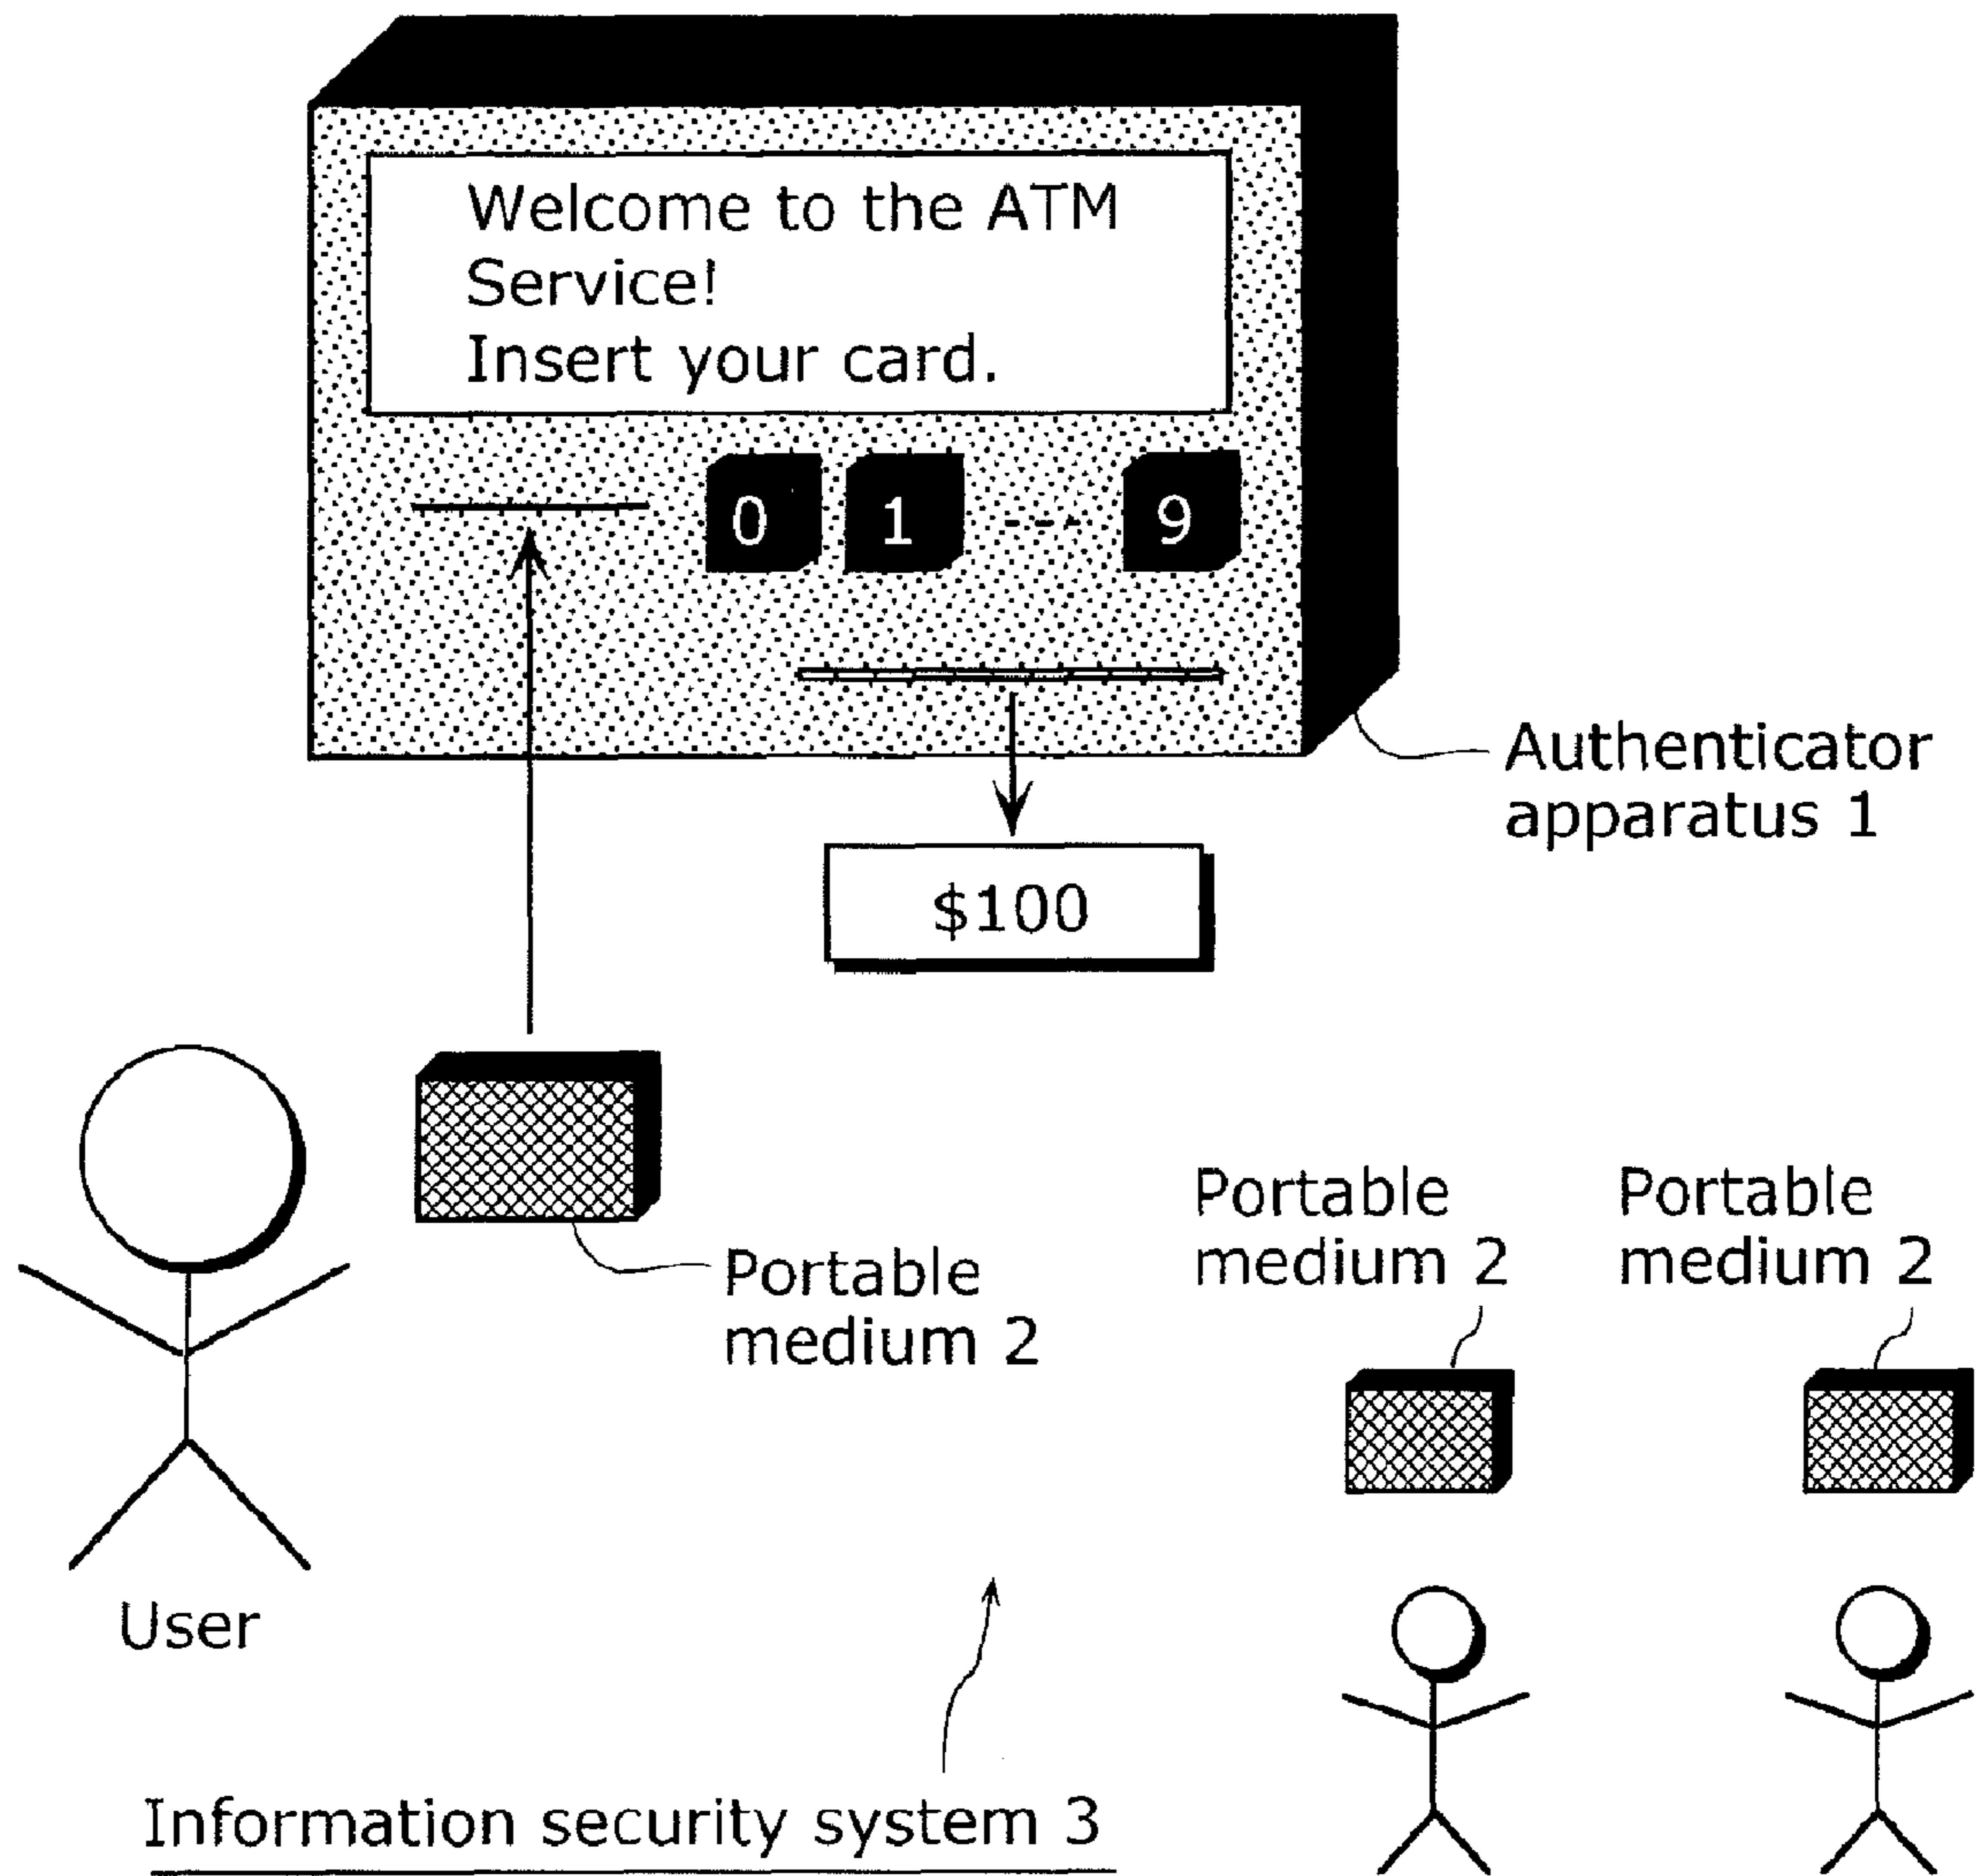 Welcome to the ATM
Service!
Insert your card.
0 1 --- 9
Authenticator
apparatus 1
$100
Portable
medium 2
Portable
medium 2
Portable
medium 2
User
Information security system 3